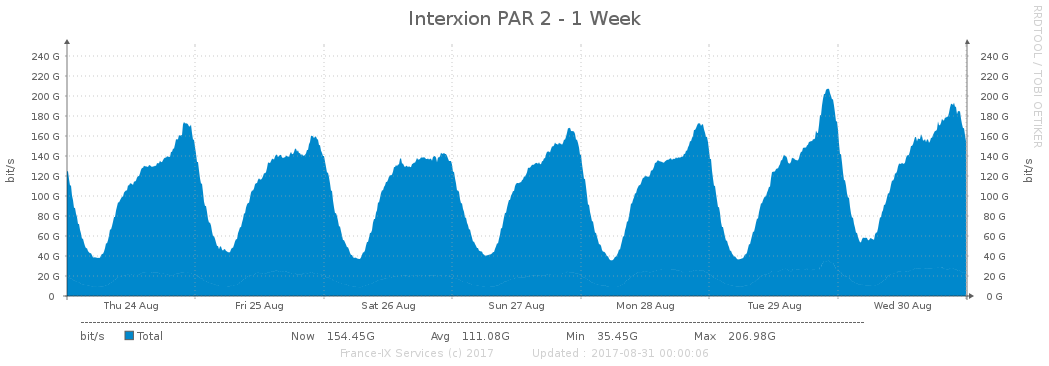 Interxion PAR 2 - 1 Week
RRDTOOL / TOBI OETIKER
bit/s
240 G
220 G
200 G
180 G
160 G
140 G
120 G
100 G
80 G
60 G
40 G
20 G
0
240 G
220 G
200 G
180 G
160 G
140 G
120 G
100 G
80 G
60 G
40 G
20 G
0 G
bit/s
Thu 24 Aug Fri 25 Aug Sat 26 Aug Sun 27 Aug Mon 28 Aug Tue 29 Aug Wed 30 Aug
bit/s Total Now 154.45G Avg 111.08G Min 35.45G Max 206.98G
France-IX Services (c) 2017 Updated : 2017-08-31 00:00:06